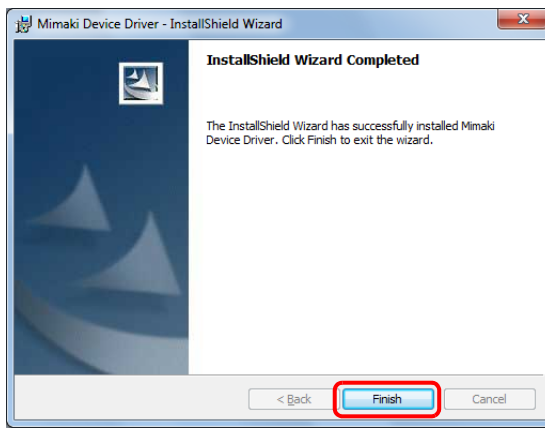 Mimaki Device Driver - InstallShield Wizard
InstallShield Wizard Completed
The InstallShield Wizard has successfully installed Mimaki
Device Driver. Click Finish to exit the wizard.
< Back Finish Cancel